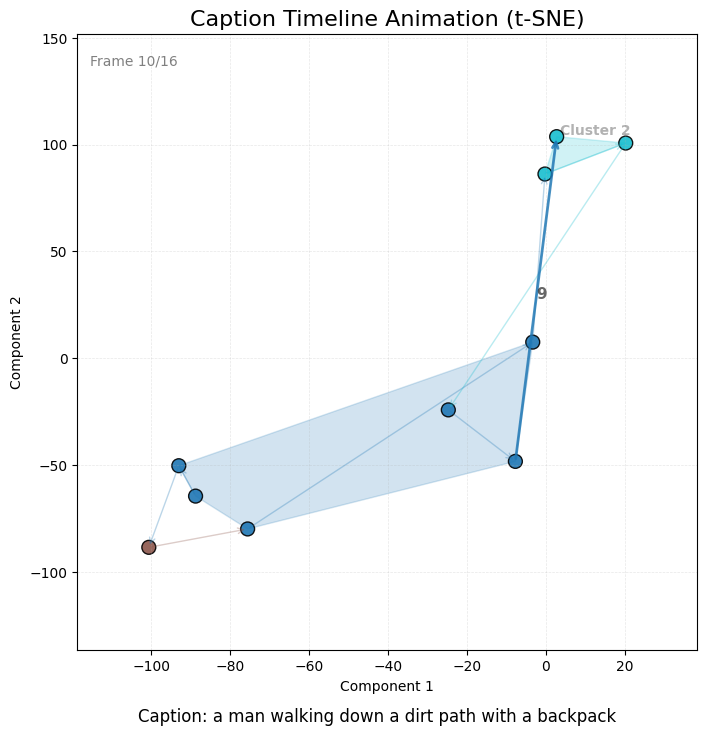 Caption Timeline Animation (t-SNE)
150
Frame 10/16
Cluster 2
100
50
9
0
−50
−100
−100 −80 −60 −40 −20 0 20
Component 1
Component 2
Caption: a man walking down a dirt path with a backpack